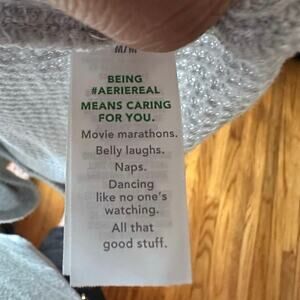 M/M
BEING
#AERIEREAL
MEANS CARING
FOR YOU.
Movie marathons.
Belly laughs.
Naps.
Dancing
like no one's
watching.
All that
good stuff.